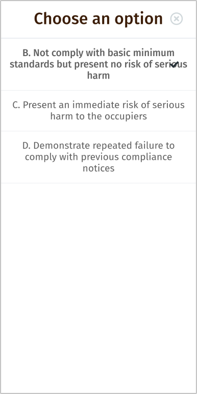 Choose an option
B. Not comply with basic minimum
standards but present no risk of serious
harm
C. Present an immediate risk of serious
harm to the occupiers
D. Demonstrate repeated failure to
comply with previous compliance
notices